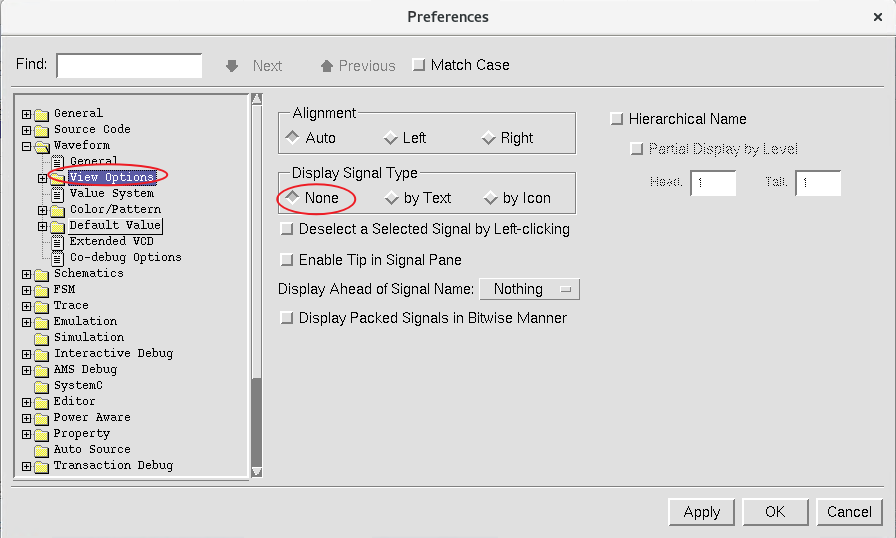 Preferences
Find:
Next
Previous
Match Case
General
Source Code
Waveform
General
View Options
Value System
Color/Pattern
Default Value
Extended VCD
Co-debug Options
Schematics
FSM
Trace
Emulation
Simulation
Interactive Debug
AMS Debug
SystemC
Editor
Power Aware
Property
Auto Source
Transaction Debug
Alignment
Auto Left Right
Display Signal Type
None by Text by Icon
Deselect a Selected Signal by Left-clicking
Enable Tip in Signal Pane
Display Ahead of Signal Name: Nothing
Display Packed Signals in Bitwise Manner
Hierarchical Name
Partial Display by Level
Head: 1 Tail: 1
Apply OK Cancel